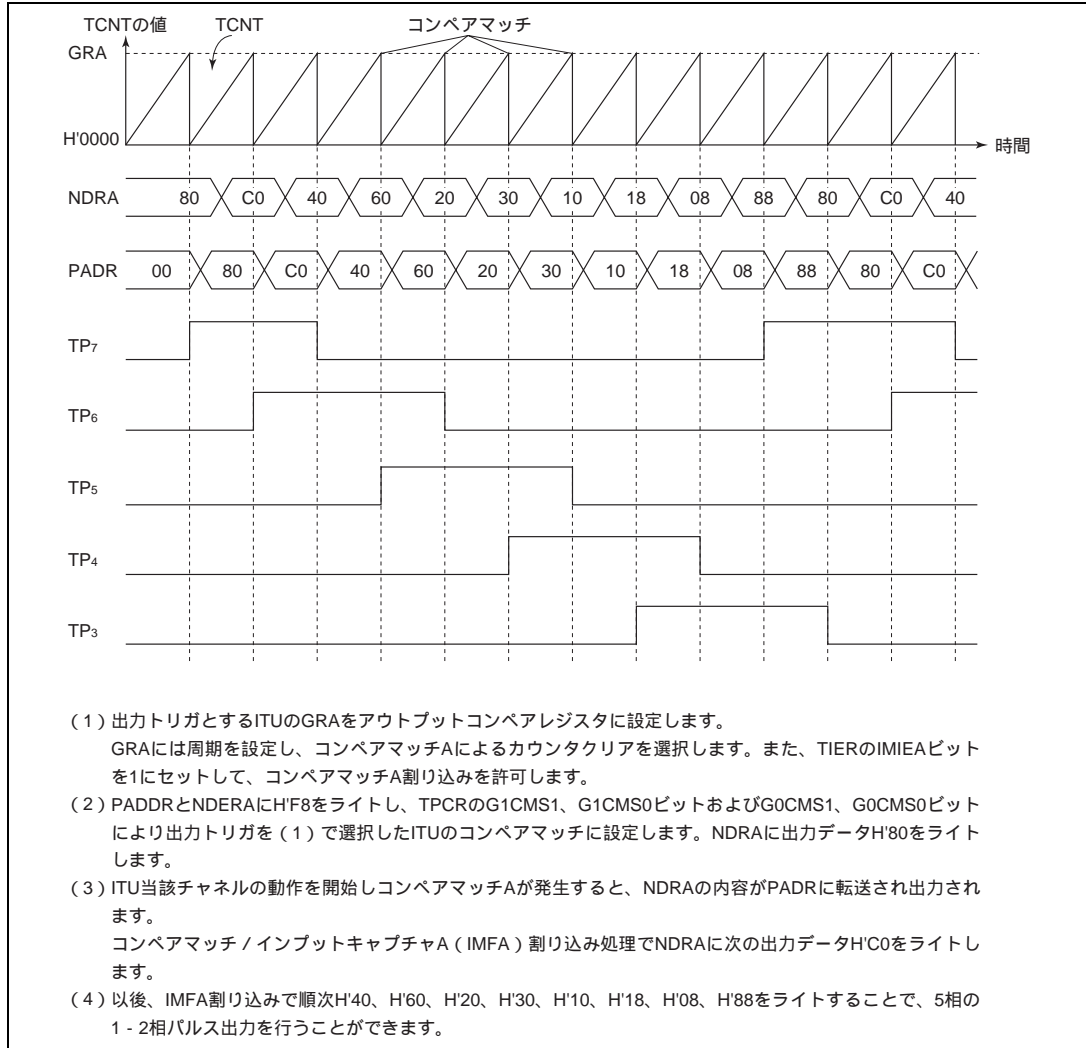 TCNTの値 TCNT コンペアマッチ
GRA
H'0000
時間
NDRA 80 C0 40 60 20 30 10 18 08 88 80 C0 40
PADR 00 80 C0 40 60 20 30 10 18 08 88 80 C0
TP7
TP6
TP5
TP4
TP3
（1）出力トリガとするITUのGRAをアウトプットコンペアレジスタに設定します。
GRAには周期を設定し、コンペアマッチAによるカウンタクリアを選択します。また、TIERのIMIEAビット
を1にセットして、コンペアマッチA割り込みを許可します。
（2）PADDRとNDERAにH'F8をライトし、TPCRのG1CMS1、G1CMS0ビットおよびG0CMS1、G0CMS0ビット
により出力トリガを（1）で選択したITUのコンペアマッチに設定します。NDRAに出力データH'80をライト
します。
（3）ITU当該チャネルの動作を開始しコンペアマッチAが発生すると、NDRAの内容がPADRに転送され出力され
ます。
コンペアマッチ / インプットキャプチャA（IMFA）割り込み処理でNDRAに次の出力データH'C0をライトし
ます。
（4）以後、IMFA割り込みで順次H'40、H'60、H'20、H'30、H'10、H'18、H'08、H'88をライトすることで、5相の
1 - 2相パルス出力を行うことができます。